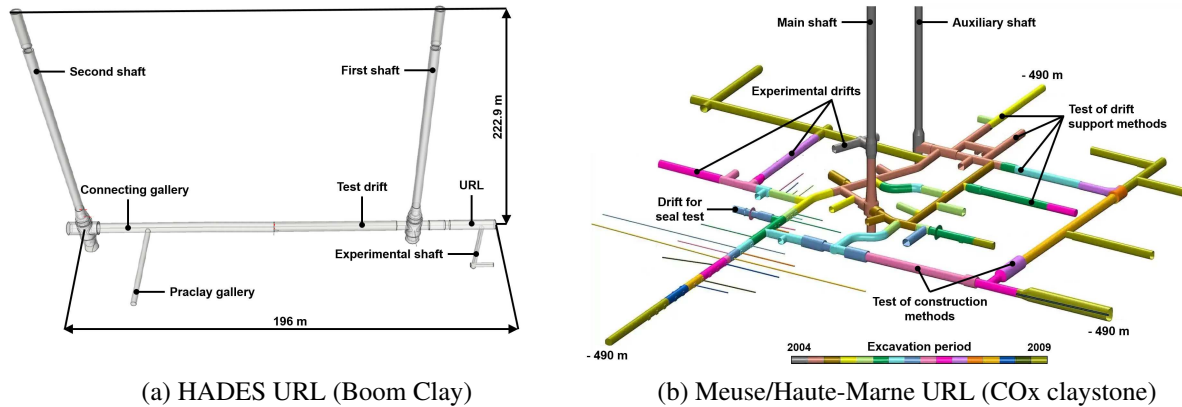 Second shaft
First shaft
222.9 m
Connecting gallery
Test drift
URL
Experimental shaft
Praclay gallery
196 m
(a) HADES URL (Boom Clay)
Main shaft
Auxiliary shaft
- 490 m
Experimental drifts
Test of drift
support methods
Drift for
seal test
Test of construction
methods
- 490 m
- 490 m
2004
Excavation period
2009
(b) Meuse/Haute-Marne URL (COx claystone)